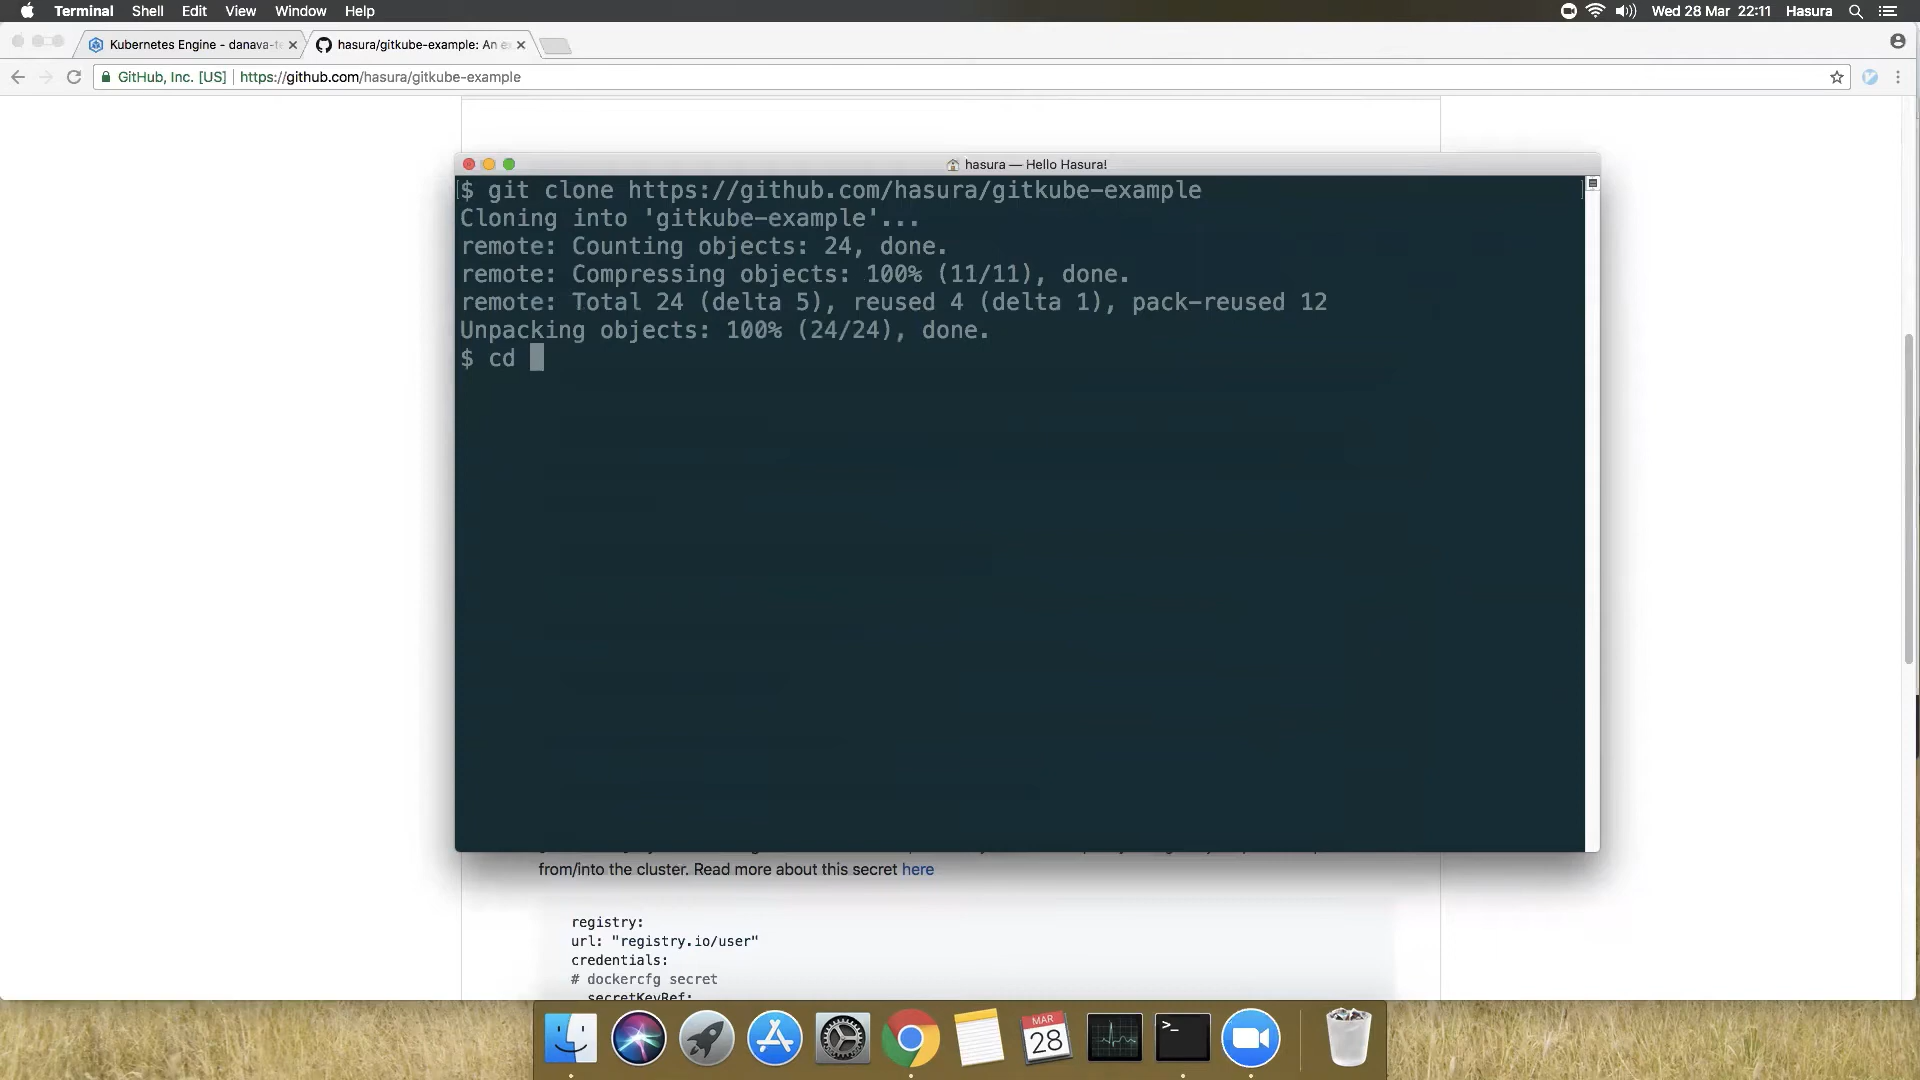 Terminal Shell Edit View Window Help
Wed 28 Mar 22:11 Hasura
Kubernetes Engine - danava-te
hasura/gitkube-example: An ex
GitHub, Inc. [US] https://github.com/hasura/gitkube-example
hasura — Hello Hasura!
$ git clone https://github.com/hasura/gitkube-example
Cloning into 'gitkube-example'...
remote: Counting objects: 24, done.
remote: Compressing objects: 100% (11/11), done.
remote: Total 24 (delta 5), reused 4 (delta 1), pack-reused 12
Unpacking objects: 100% (24/24), done.
$ cd
from/into the cluster. Read more about this secret here
registry:
url: "registry.io/user"
credentials:
# dockercfg secret
secretKeyRef:
MAR
28
>_